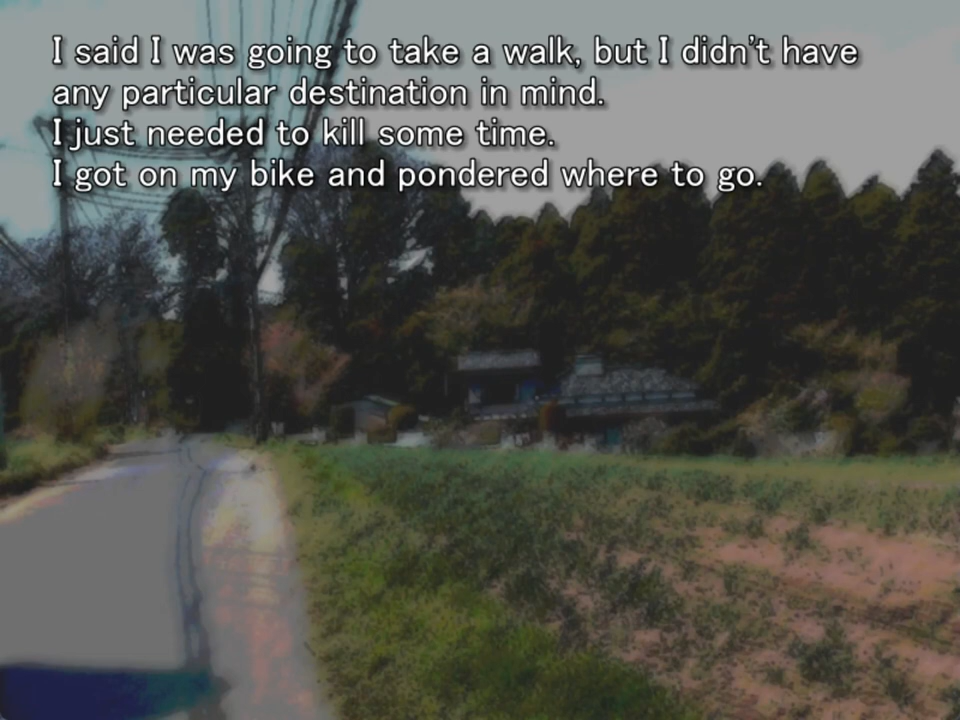 I said I was going to take a walk, but I didn't have
any particular destination in mind.
I just needed to kill some time.
I got on my bike and pondered where to go.